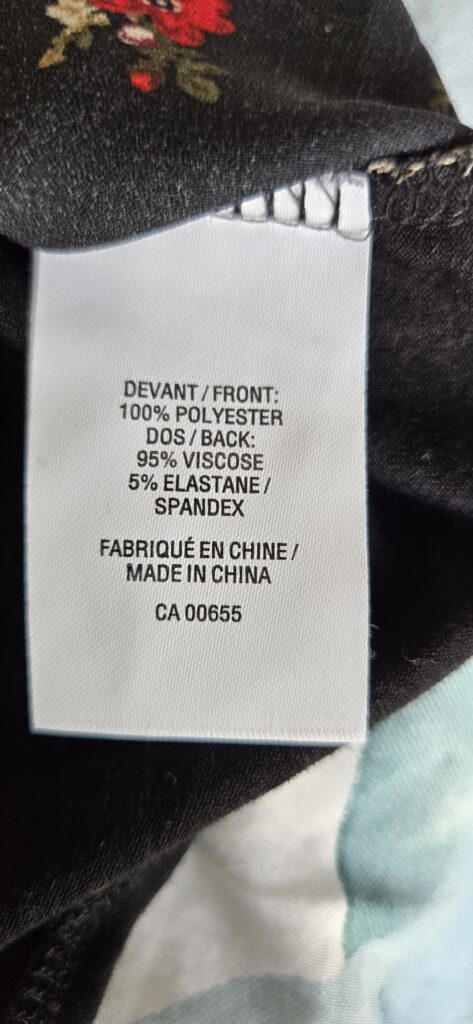 DEVANT / FRONT:
100% POLYESTER
DOS / BACK:
95% VISCOSE
5% ELASTANE /
SPANDEX
FABRIQUÉ EN CHINE /
MADE IN CHINA
CA 00655